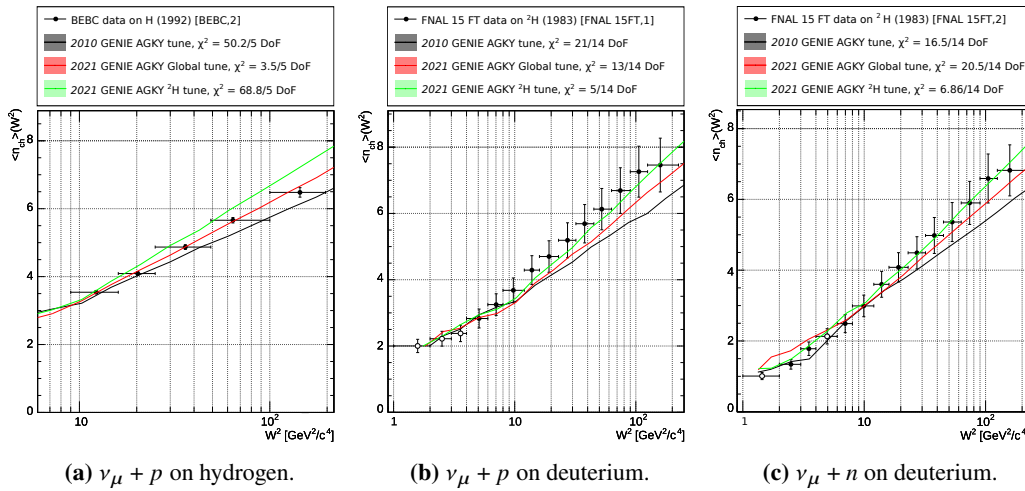 BEBC data on H (1992) [BEBC,2]
2010 GENIE AGKY tune, χ² = 50.2/5 DoF
2021 GENIE AGKY Global tune, χ² = 3.5/5 DoF
2021 GENIE AGKY ²H tune, χ² = 68.8/5 DoF
<n_ch>(W²)
8
6
4
2
0
10
10²
W² [GeV²/c⁴]
(a) ν_μ + p on hydrogen.
FNAL 15 FT data on ²H (1983) [FNAL 15FT,1]
2010 GENIE AGKY tune, χ² = 21/14 DoF
2021 GENIE AGKY Global tune, χ² = 13/14 DoF
2021 GENIE AGKY ²H tune, χ² = 5/14 DoF
<n_ch>(W²)
8
6
4
2
0
1
10
10²
W² [GeV²/c⁴]
(b) ν_μ + p on deuterium.
FNAL 15 FT data on ²H (1983) [FNAL 15FT,2]
2010 GENIE AGKY tune, χ² = 16.5/14 DoF
2021 GENIE AGKY Global tune, χ² = 20.5/14 DoF
2021 GENIE AGKY ²H tune, χ² = 6.86/14 DoF
<n_ch>(W²)
8
6
4
2
0
1
10
10²
W² [GeV²/c⁴]
(c) ν_μ + n on deuterium.